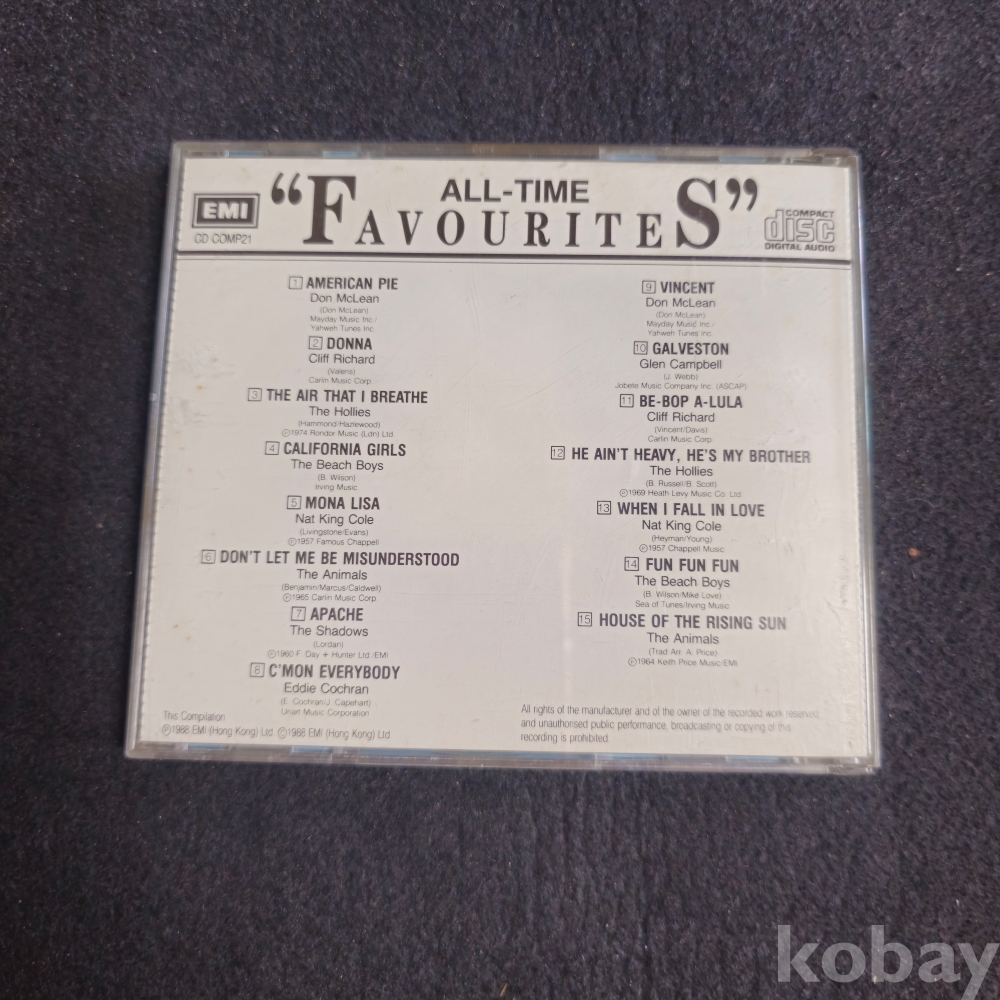 EMI
CD COMP21
ALL-TIME
"FAVOURITES"
COMPACT
disc
DIGITAL AUDIO
1 AMERICAN PIE
Don McLean
(Don McLean)
Mayday Music Inc./
Yahweh Tunes Inc.
2 DONNA
Cliff Richard
(Valens)
Carlin Music Corp.
3 THE AIR THAT I BREATHE
The Hollies
(Hammond/Hazlewood)
℗1974 Rondor Music (Ldn) Ltd.
4 CALIFORNIA GIRLS
The Beach Boys
(B. Wilson)
Irving Music
5 MONA LISA
Nat King Cole
(Livingstone/Evans)
℗1957 Famous Chappell
6 DON'T LET ME BE MISUNDERSTOOD
The Animals
(Benjamin/Marcus/Caldwell)
℗1965 Carlin Music Corp.
7 APACHE
The Shadows
(Lordan)
℗1960 F. Day + Hunter Ltd./EMI
8 C'MON EVERYBODY
Eddie Cochran
(E. Cochran/J. Capehart)
Unart Music Corporation
9 VINCENT
Don McLean
(Don McLean)
Mayday Music Inc./
Yahweh Tunes Inc.
10 GALVESTON
Glen Campbell
(J. Webb)
Jobete Music Company Inc. (ASCAP)
11 BE-BOP A-LULA
Cliff Richard
(Vincent/Davis)
Carlin Music Corp.
12 HE AIN'T HEAVY, HE'S MY BROTHER
The Hollies
(B. Russell/B. Scott)
℗1969 Heath Levy Music Co. Ltd.
13 WHEN I FALL IN LOVE
Nat King Cole
(Heyman/Young)
℗1957 Chappell Music
14 FUN FUN FUN
The Beach Boys
(B. Wilson/Mike Love)
Sea of Tunes/Irving Music
15 HOUSE OF THE RISING SUN
The Animals
(Trad Arr. A. Price)
℗1964 Keith Price Music/EMI
This Compilation
℗1988 EMI (Hong Kong) Ltd ©1988 EMI (Hong Kong) Ltd
All rights of the manufacturer and of the owner of the recorded work reserved
and unauthorised public performance, broadcasting or copying of this
recording is prohibited
kobay